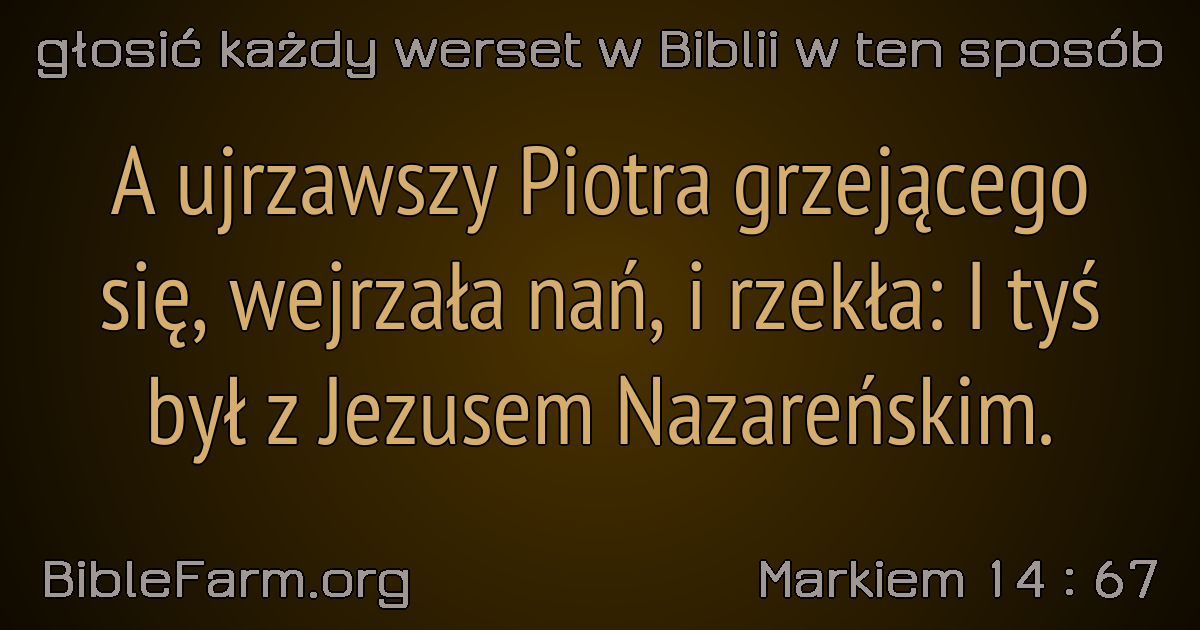 głosić każdy werset w Biblii w ten sposób
A ujrzawszy Piotra grzejącego
się, wejrzała nań, i rzekła: I tyś
był z Jezusem Nazareńskim.
BibleFarm.org
Markiem 14 : 67